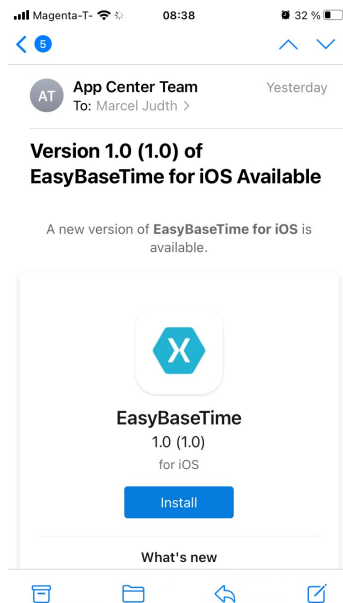 Magenta-T- 08:38 32 %
5
AT
App Center Team Yesterday
To: Marcel Judth >
Version 1.0 (1.0) of
EasyBaseTime for iOS Available
A new version of EasyBaseTime for iOS is
available.
X
EasyBaseTime
1.0 (1.0)
for iOS
Install
What's new